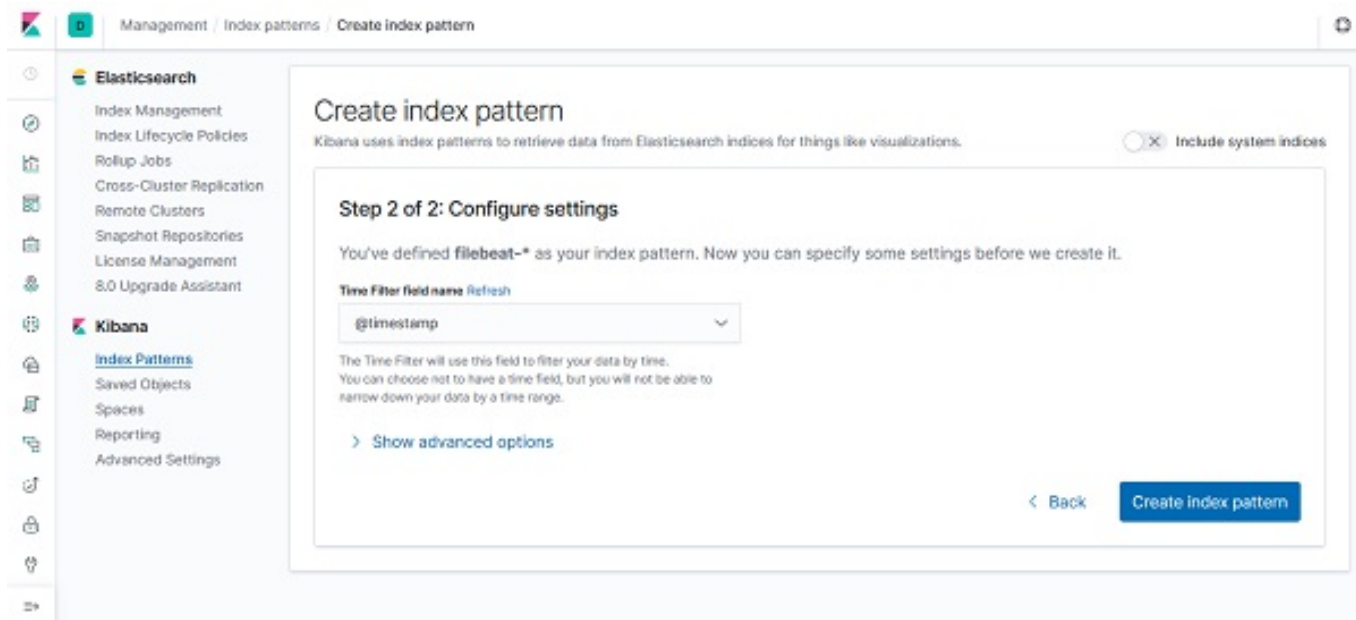 D Management / Index patterns / Create index pattern
Elasticsearch
Index Management
Index Lifecycle Policies
Rollup Jobs
Cross-Cluster Replication
Remote Clusters
Snapshot Repositories
License Management
8.0 Upgrade Assistant
Kibana
Index Patterns
Saved Objects
Spaces
Reporting
Advanced Settings
Create index pattern
Kibana uses index patterns to retrieve data from Elasticsearch indices for things like visualizations.
Include system indices
Step 2 of 2: Configure settings
You've defined filebeat-* as your index pattern. Now you can specify some settings before we create it.
Time Filter field name Refresh
@timestamp
The Time Filter will use this field to filter your data by time.
You can choose not to have a time field, but you will not be able to
narrow down your data by a time range.
Show advanced options
Back
Create index pattern